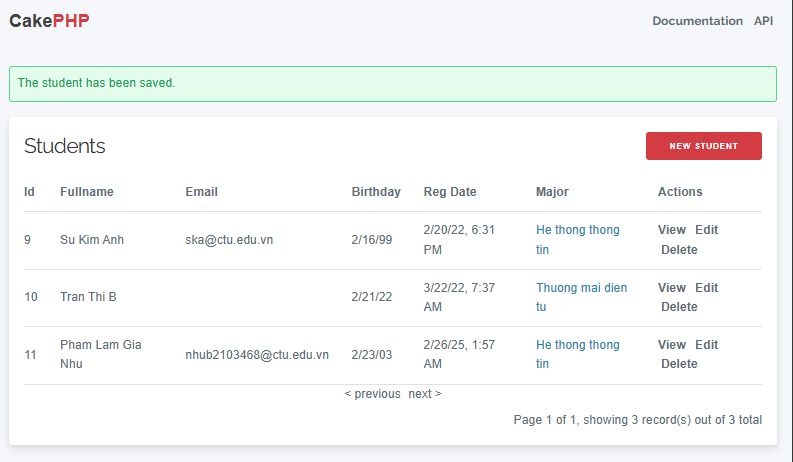 CakePHP Documentation API
The student has been saved.
Students NEW STUDENT
Id Fullname Email Birthday Reg Date Major Actions
9 Su Kim Anh ska@ctu.edu.vn 2/16/99 2/20/22, 6:31 PM He thong thong tin View Edit Delete
10 Tran Thi B 2/21/22 3/22/22, 7:37 AM Thuong mai dien tu View Edit Delete
11 Pham Lam Gia Nhu nhub2103468@ctu.edu.vn 2/23/03 2/26/25, 1:57 AM He thong thong tin View Edit Delete
< previous next >
Page 1 of 1, showing 3 record(s) out of 3 total